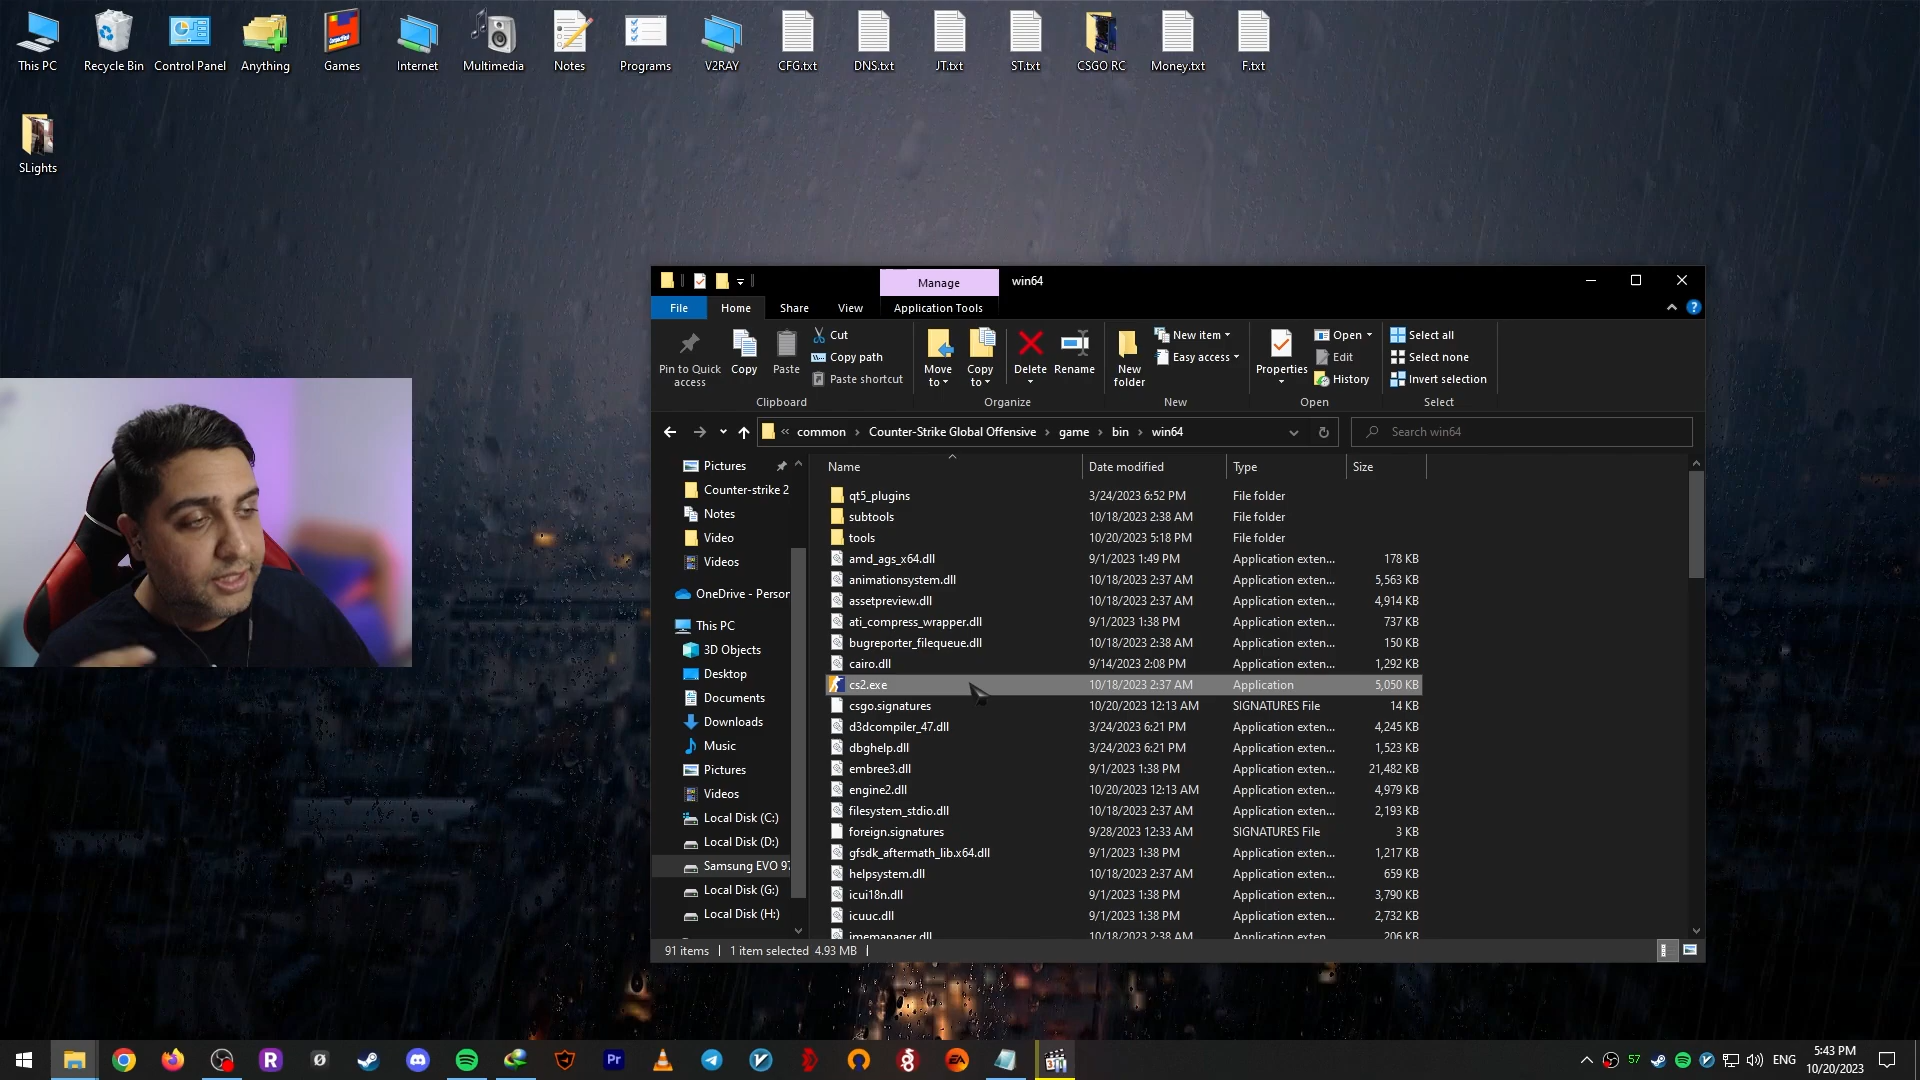 This PC
Recycle Bin
Control Panel
Anything
Games
Internet
Multimedia
Notes
Programs
V2RAY
CFG.txt
DNS.txt
JT.txt
ST.txt
CSGO RC
Money.txt
F.txt
SLights
Manage
win64
File
Home
Share
View
Application Tools
Pin to Quick
access
Copy
Paste
Cut
Copy path
Paste shortcut
Clipboard
Move
to
Copy
to
Delete
Rename
Organize
New
folder
New item
Easy access
New
Properties
Open
Edit
History
Open
Select all
Select none
Invert selection
Select
« common › Counter-Strike Global Offensive › game › bin › win64
Search win64
Pictures
Counter-strike 2
Notes
Video
Videos
OneDrive - Person
This PC
3D Objects
Desktop
Documents
Downloads
Music
Pictures
Videos
Local Disk (C:)
Local Disk (D:)
Samsung EVO 97
Local Disk (G:)
Local Disk (H:)
Name Date modified Type Size
qt5_plugins 3/24/2023 6:52 PM File folder
subtools 10/18/2023 2:38 AM File folder
tools 10/20/2023 5:18 PM File folder
amd_ags_x64.dll 9/1/2023 1:49 PM Application exten... 178 KB
animationsystem.dll 10/18/2023 2:37 AM Application exten... 5,563 KB
assetpreview.dll 10/18/2023 2:37 AM Application exten... 4,914 KB
ati_compress_wrapper.dll 9/1/2023 1:38 PM Application exten... 737 KB
bugreporter_filequeue.dll 10/18/2023 2:38 AM Application exten... 150 KB
cairo.dll 9/14/2023 2:08 PM Application exten... 1,292 KB
cs2.exe 10/18/2023 2:37 AM Application 5,050 KB
csgo.signatures 10/20/2023 12:13 AM SIGNATURES File 14 KB
d3dcompiler_47.dll 3/24/2023 6:21 PM Application exten... 4,245 KB
dbghelp.dll 3/24/2023 6:21 PM Application exten... 1,523 KB
embree3.dll 9/1/2023 1:38 PM Application exten... 21,482 KB
engine2.dll 10/20/2023 12:13 AM Application exten... 4,979 KB
filesystem_stdio.dll 10/18/2023 2:37 AM Application exten... 2,193 KB
foreign.signatures 9/28/2023 12:33 AM SIGNATURES File 3 KB
gfsdk_aftermath_lib.x64.dll 9/1/2023 1:38 PM Application exten... 1,217 KB
helpsystem.dll 10/18/2023 2:37 AM Application exten... 659 KB
icui18n.dll 9/1/2023 1:38 PM Application exten... 3,790 KB
icuuc.dll 9/1/2023 1:38 PM Application exten... 2,732 KB
imemanager.dll 10/18/2023 2:38 AM Application exten... 206 KB
91 items 1 item selected 4.93 MB
Pr
EA
57
ENG
5:43 PM
10/20/2023